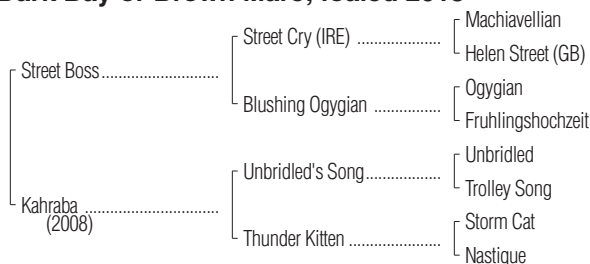 Street Boss
Kahraba
(2008)
Street Cry (IRE)
Blushing Ogygian
Unbridled's Song
Thunder Kitten
Machiavellian
Helen Street (GB)
Ogygian
Fruhlingshochzeit
Unbridled
Trolley Song
Storm Cat
Nastique